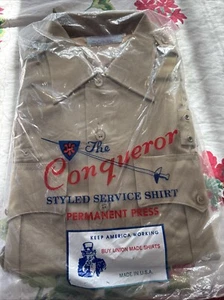 The
Conqueror
STYLED SERVICE SHIRT
PERMANENT PRESS
KEEP AMERICA WORKING
BUY UNION MADE SHIRTS
MADE IN U.S.A.